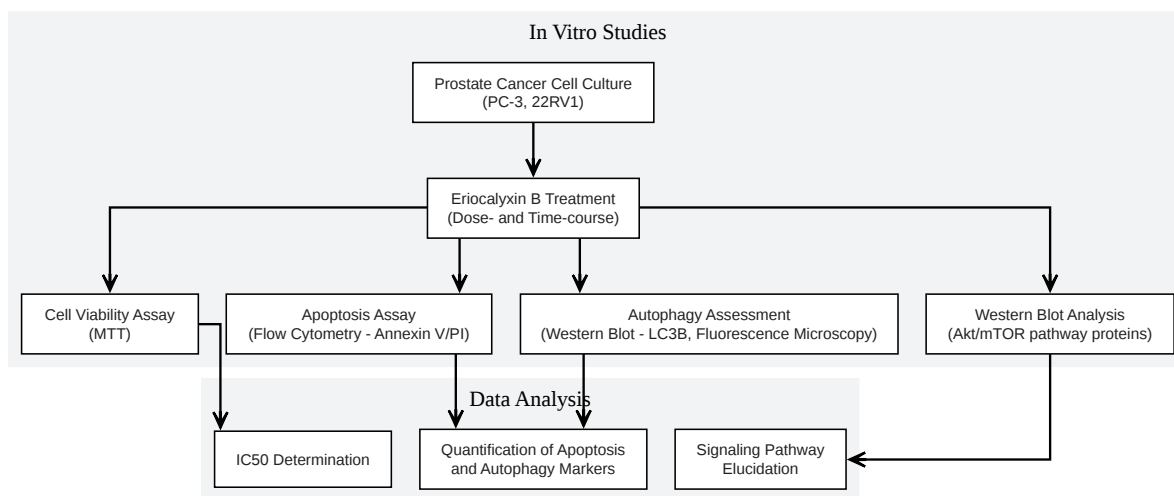 In Vitro Studies
Prostate Cancer Cell Culture
(PC-3, 22RV1)
Eriocalyxin B Treatment
(Dose- and Time-course)
Cell Viability Assay
(MTT)
Apoptosis Assay
(Flow Cytometry - Annexin V/PI)
Autophagy Assessment
(Western Blot - LC3B, Fluorescence Microscopy)
Western Blot Analysis
(Akt/mTOR pathway proteins)
Data Analysis
IC50 Determination
Quantification of Apoptosis
and Autophagy Markers
Signaling Pathway
Elucidation